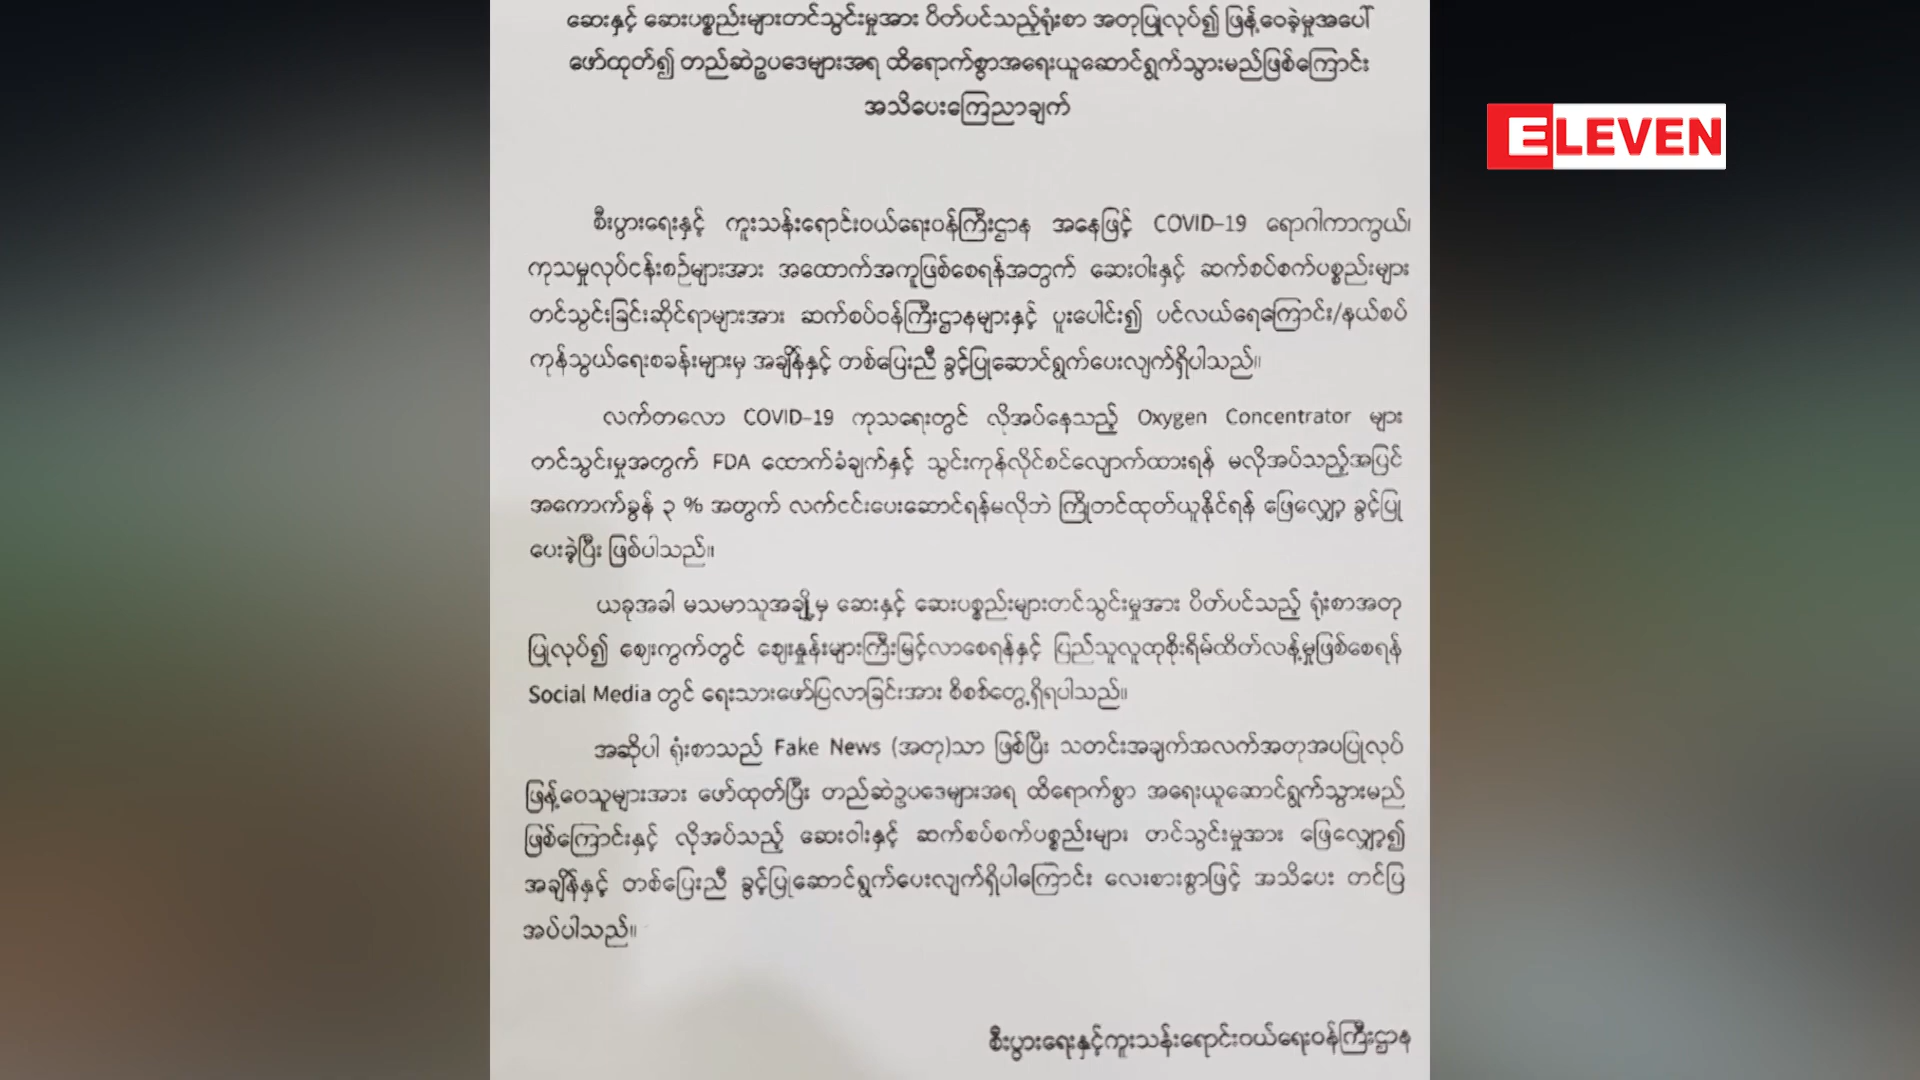 ဆေးနှင့် ဆေးပစ္စည်းများတင်သွင်းမှုအား ပိတ်ပင်သည့်ရုံးစာ အတုပြုလုပ်၍ ဖြန့်ဝေခဲ့မှုအပေါ်
ဖော်ထုတ်၍ တည်ဆဲဥပဒေများအရ ထိရောက်စွာအရေးယူဆောင်ရွက်သွားမည်ဖြစ်ကြောင်း
အသိပေးကြေညာချက်
ELEVEN
စီးပွားရေးနှင့် ကူးသန်းရောင်းဝယ်ရေးဝန်ကြီးဌာန အနေဖြင့် COVID-19 ရောဂါကာကွယ်၊
ကုသမှုလုပ်ငန်းစဉ်များအား အထောက်အကူဖြစ်စေရန်အတွက် ဆေးဝါးနှင့် ဆက်စပ်စက်ပစ္စည်းများ
တင်သွင်းခြင်းဆိုင်ရာများအား ဆက်စပ်ဝန်ကြီးဌာနများနှင့် ပူးပေါင်း၍ ပင်လယ်ရေကြောင်း/နယ်စပ်
ကုန်သွယ်ရေးစခန်းများမှ အချိန်နှင့် တစ်ပြေးညီ ခွင့်ပြုဆောင်ရွက်ပေးလျက်ရှိပါသည်။
လက်တလော COVID-19 ကုသရေးတွင် လိုအပ်နေသည့် Oxygen Concentrator များ
တင်သွင်းမှုအတွက် FDA ထောက်ခံချက်နှင့် သွင်းကုန်လိုင်စင်လျောက်ထားရန် မလိုအပ်သည့်အပြင်
အကောက်ခွန် ၃ % အတွက် လက်ငင်းပေးဆောင်ရန်မလိုဘဲ ကြိုတင်ထုတ်ယူနိုင်ရန် ဖြေလျှော့ ခွင့်ပြု
ပေးခဲ့ပြီး ဖြစ်ပါသည်။
ယခုအခါ မသမာသူအချို့မှ ဆေးနှင့် ဆေးပစ္စည်းများတင်သွင်းမှုအား ပိတ်ပင်သည့် ရုံးစာအတု
ပြုလုပ်၍ ဈေးကွက်တွင် ဈေးနှုန်းများကြီးမြင့်လာစေရန်နှင့် ပြည်သူလူထုစိုးရိမ်ထိတ်လန့်မှုဖြစ်စေရန်
Social Media တွင် ရေးသားဖော်ပြလာခြင်းအား စိစစ်တွေ့ရှိရပါသည်။
အဆိုပါ ရုံးစာသည် Fake News (အတု)သာ ဖြစ်ပြီး သတင်းအချက်အလက်အတုအပပြုလုပ်
ဖြန့်ဝေသူများအား ဖော်ထုတ်ပြီး တည်ဆဲဥပဒေများအရ ထိရောက်စွာ အရေးယူဆောင်ရွက်သွားမည်
ဖြစ်ကြောင်းနှင့် လိုအပ်သည့် ဆေးဝါးနှင့် ဆက်စပ်စက်ပစ္စည်းများ တင်သွင်းမှုအား ဖြေလျှော့၍
အချိန်နှင့် တစ်ပြေးညီ ခွင့်ပြုဆောင်ရွက်ပေးလျက်ရှိပါကြောင်း လေးစားစွာဖြင့် အသိပေး တင်ပြ
အပ်ပါသည်။
စီးပွားရေးနှင့်ကူးသန်းရောင်းဝယ်ရေးဝန်ကြီးဌာန